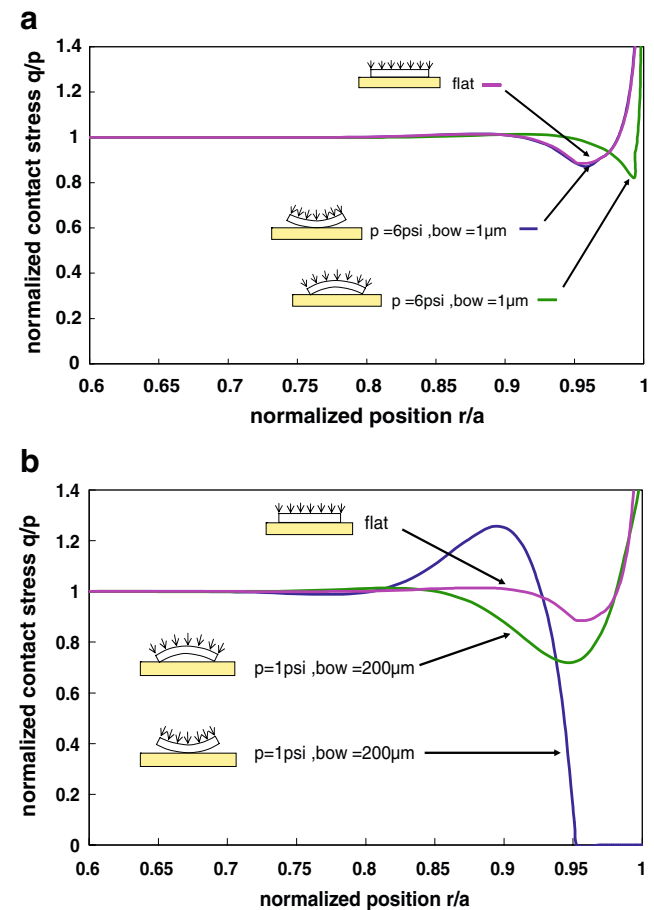 a
normalized contact stress q/p
1.4
1.2
1
0.8
0.6
0.4
0.2
0
flat
p =6psi ,bow =1µm
p =6psi ,bow =1µm
0.6 0.65 0.7 0.75 0.8 0.85 0.9 0.95 1
normalized position r/a
b
normalized contact stress q/p
1.4
1.2
1
0.8
0.6
0.4
0.2
0
flat
p=1psi ,bow =200µm
p=1psi ,bow =200µm
0.6 0.65 0.7 0.75 0.8 0.85 0.9 0.95 1
normalized position r/a